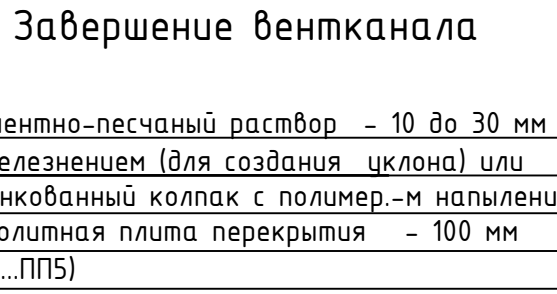 Завершение вентканала
ментно-песчаный раствор - 10 до 30 мм
елезнением (для создания уклона) или
нкованный колпак с полимер.-м напылени
олитная плита перекрытия - 100 мм
...ПП5)